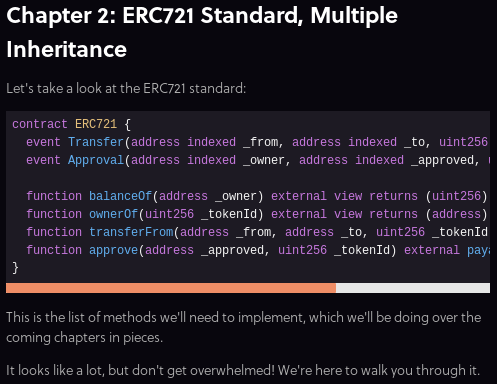 Chapter 2: ERC721 Standard, Multiple
Inheritance
Let's take a look at the ERC721 standard:
contract ERC721 {
  event Transfer(address indexed _from, address indexed _to, uint256
  event Approval(address indexed _owner, address indexed _approved,
  function balanceOf(address _owner) external view returns (uint256)
  function ownerOf(uint256 _tokenId) external view returns (address)
  function transferFrom(address _from, address _to, uint256 _tokenId
  function approve(address _approved, uint256 _tokenId) external paya
}
This is the list of methods we'll need to implement, which we'll be doing over the
coming chapters in pieces.
It looks like a lot, but don't get overwhelmed! We're here to walk you through it.